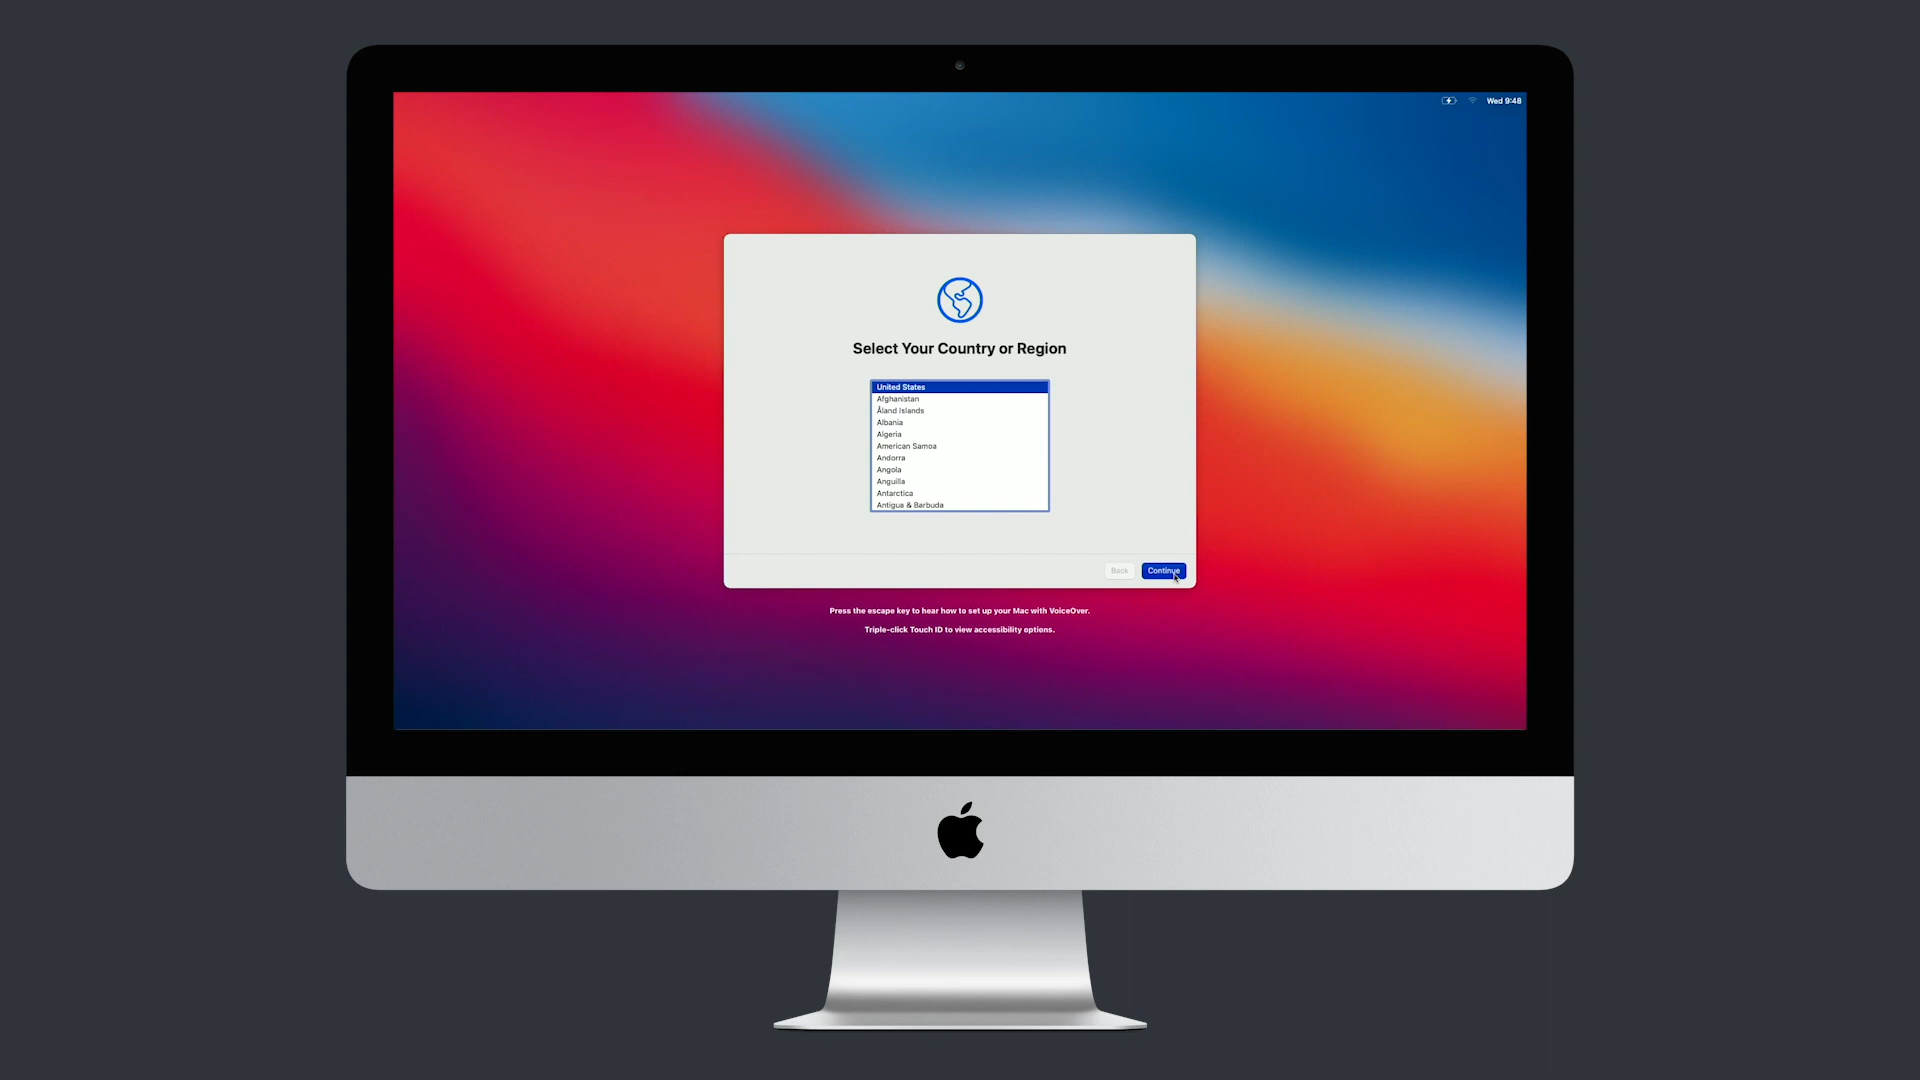 Wed 9:48
Select Your Country or Region
United States
Afghanistan
Åland Islands
Albania
Algeria
American Samoa
Andorra
Angola
Anguilla
Antarctica
Antigua & Barbuda
Back Continue
Press the escape key to hear how to set up your Mac with VoiceOver.
Triple-click Touch ID to view accessibility options.